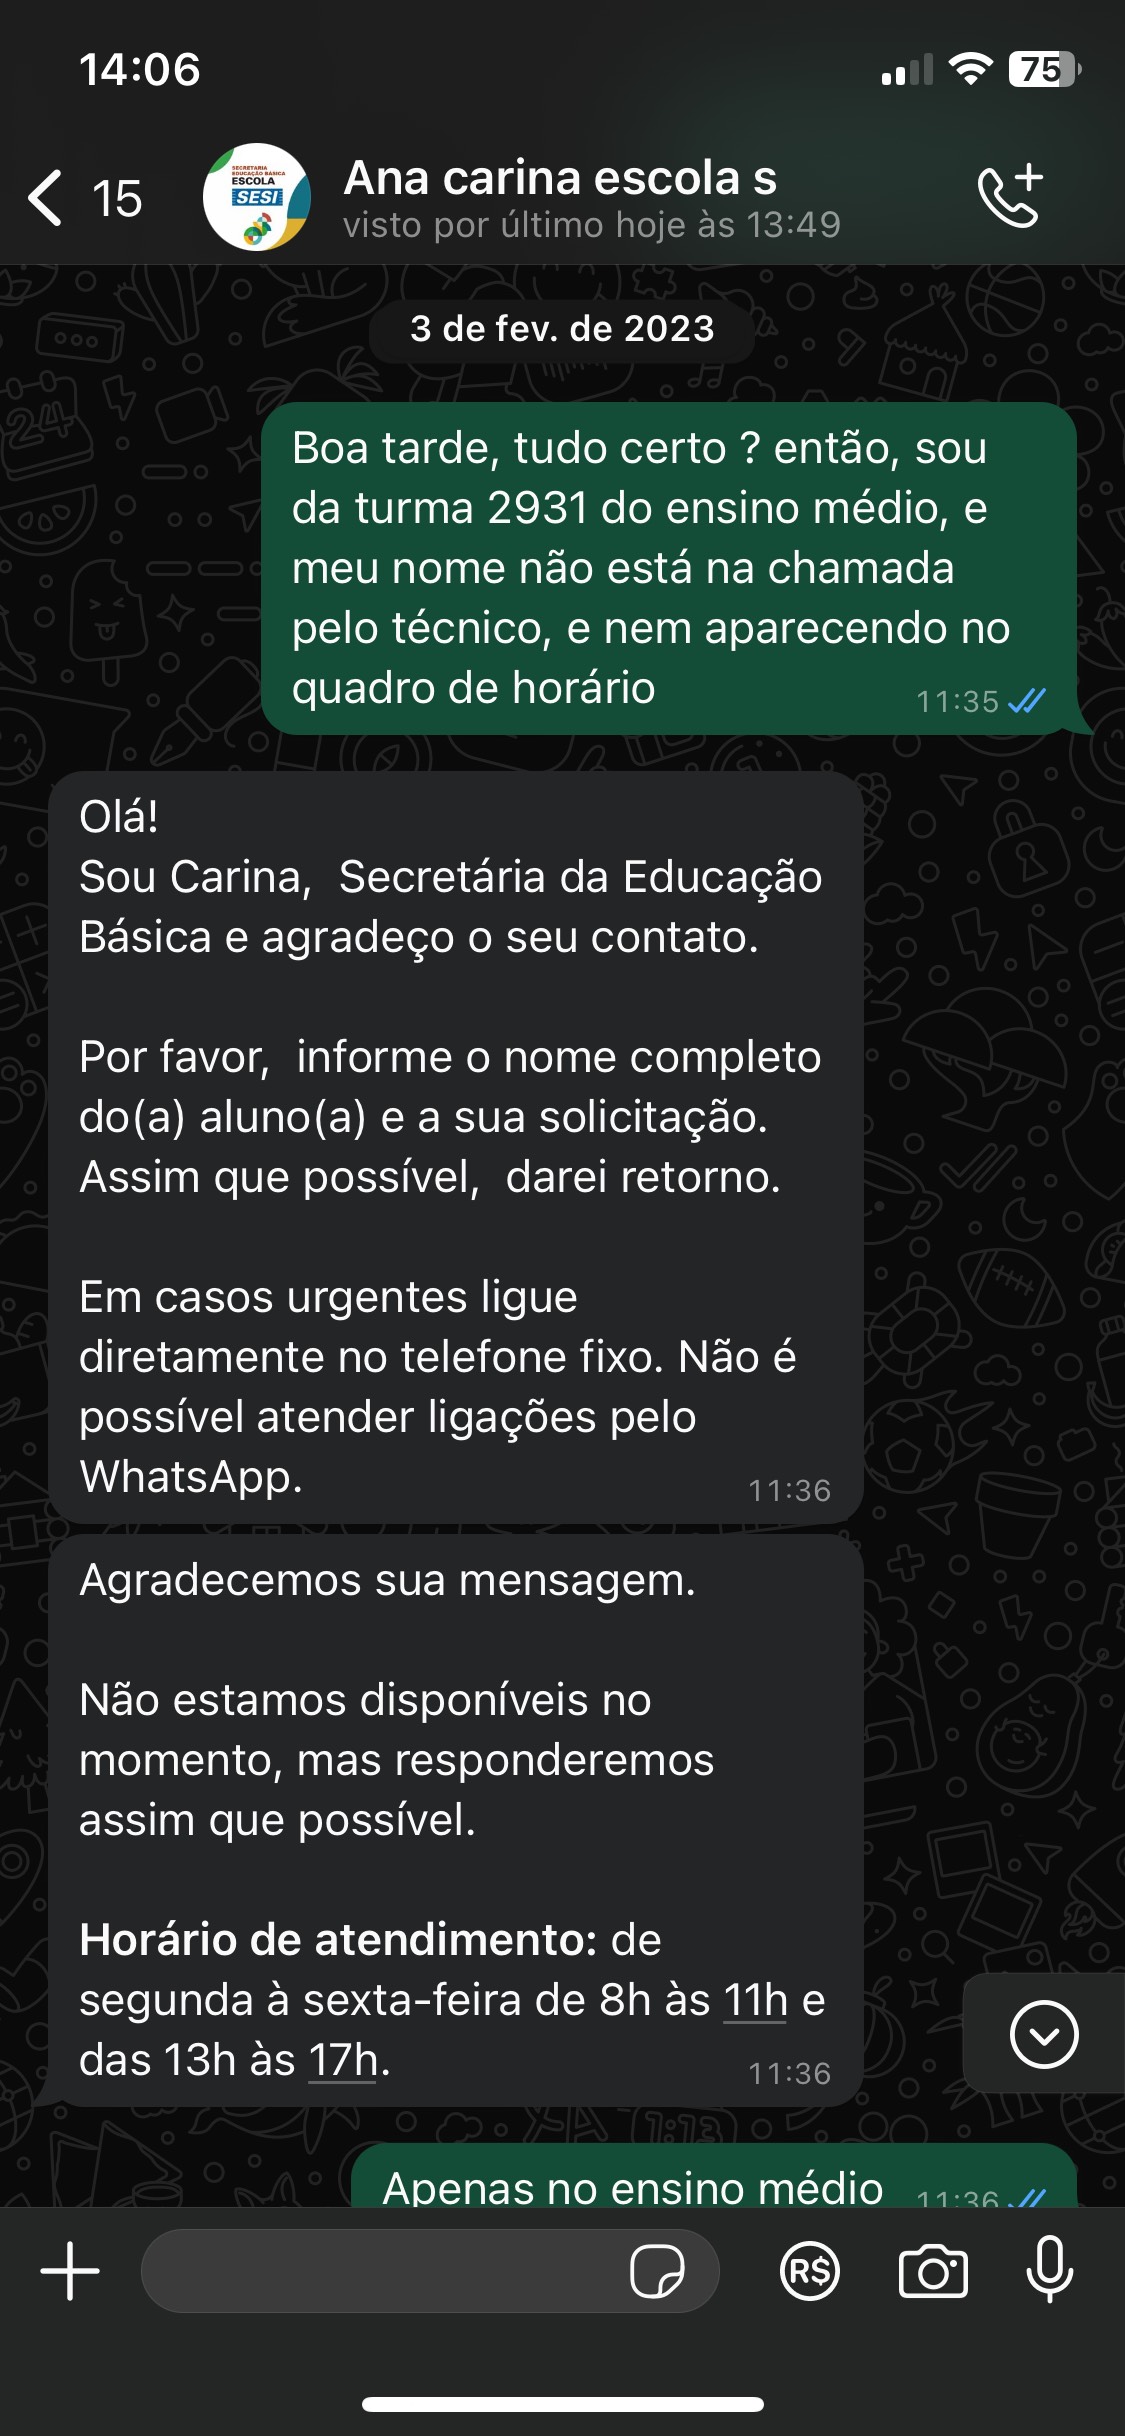 14:06
75
15
SECRETARIA
EDUCAÇÃO BÁSICA
ESCOLA
SESI
Ana carina escola s
visto por último hoje às 13:49
3 de fev. de 2023
Boa tarde, tudo certo ? então, sou
da turma 2931 do ensino médio, e
meu nome não está na chamada
pelo técnico, e nem aparecendo no
quadro de horário
11:35
Olá!
Sou Carina,  Secretária da Educação
Básica e agradeço o seu contato.
Por favor,  informe o nome completo
do(a) aluno(a) e a sua solicitação.
Assim que possível,  darei retorno.
Em casos urgentes ligue
diretamente no telefone fixo. Não é
possível atender ligações pelo
WhatsApp.
11:36
Agradecemos sua mensagem.
Não estamos disponíveis no
momento, mas responderemos
assim que possível.
Horário de atendimento: de
segunda à sexta-feira de 8h às 11h e
das 13h às 17h.
11:36
Apenas no ensino médio
11:36
R$